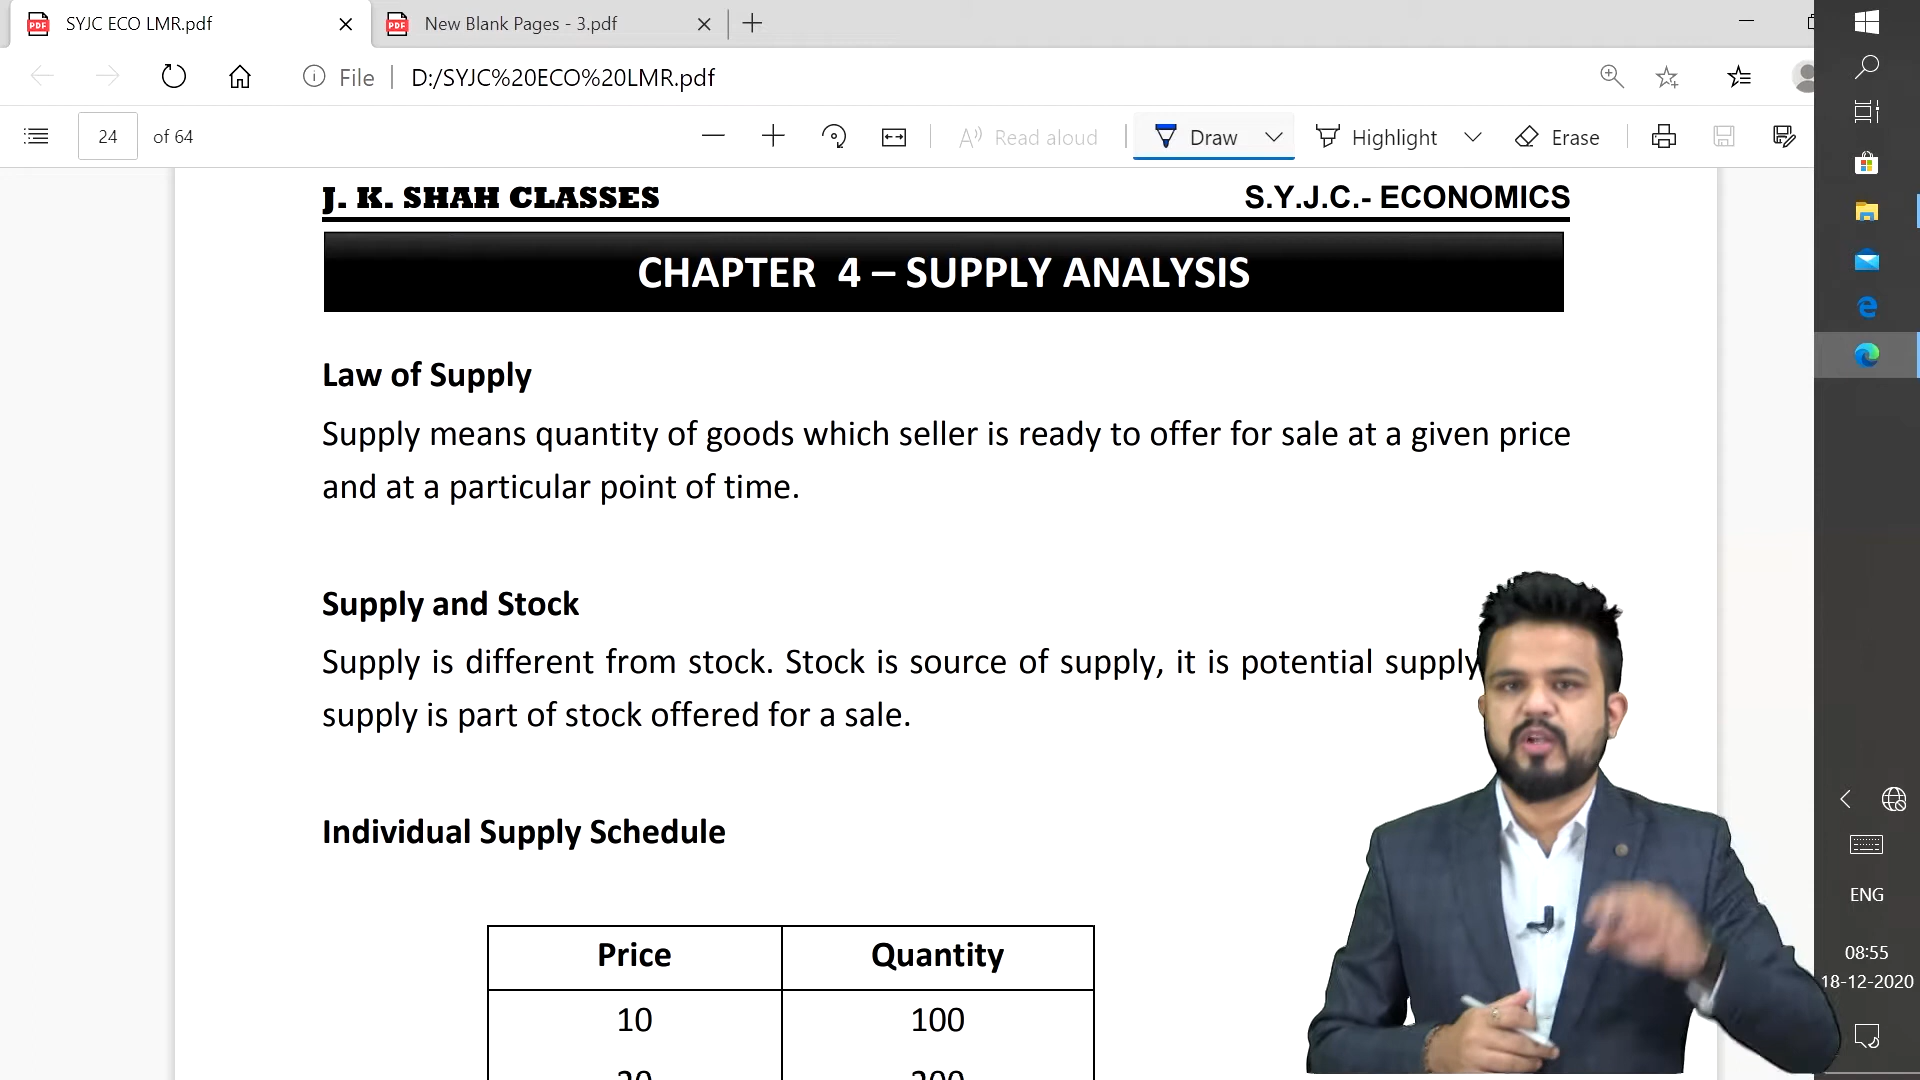 SYJC ECO LMR.pdf
New Blank Pages - 3.pdf
File
D:/SYJC%20ECO%20LMR.pdf
24 of 64
Read aloud
Draw
Highlight
Erase
J. K. SHAH CLASSES
S.Y.J.C.- ECONOMICS
CHAPTER 4 – SUPPLY ANALYSIS
Law of Supply
Supply means quantity of goods which seller is ready to offer for sale at a given price
and at a particular point of time.
Supply and Stock
Supply is different from stock. Stock is source of supply, it is potential supply
supply is part of stock offered for a sale.
Individual Supply Schedule
Price Quantity
10 100
ENG
08:55
18-12-2020